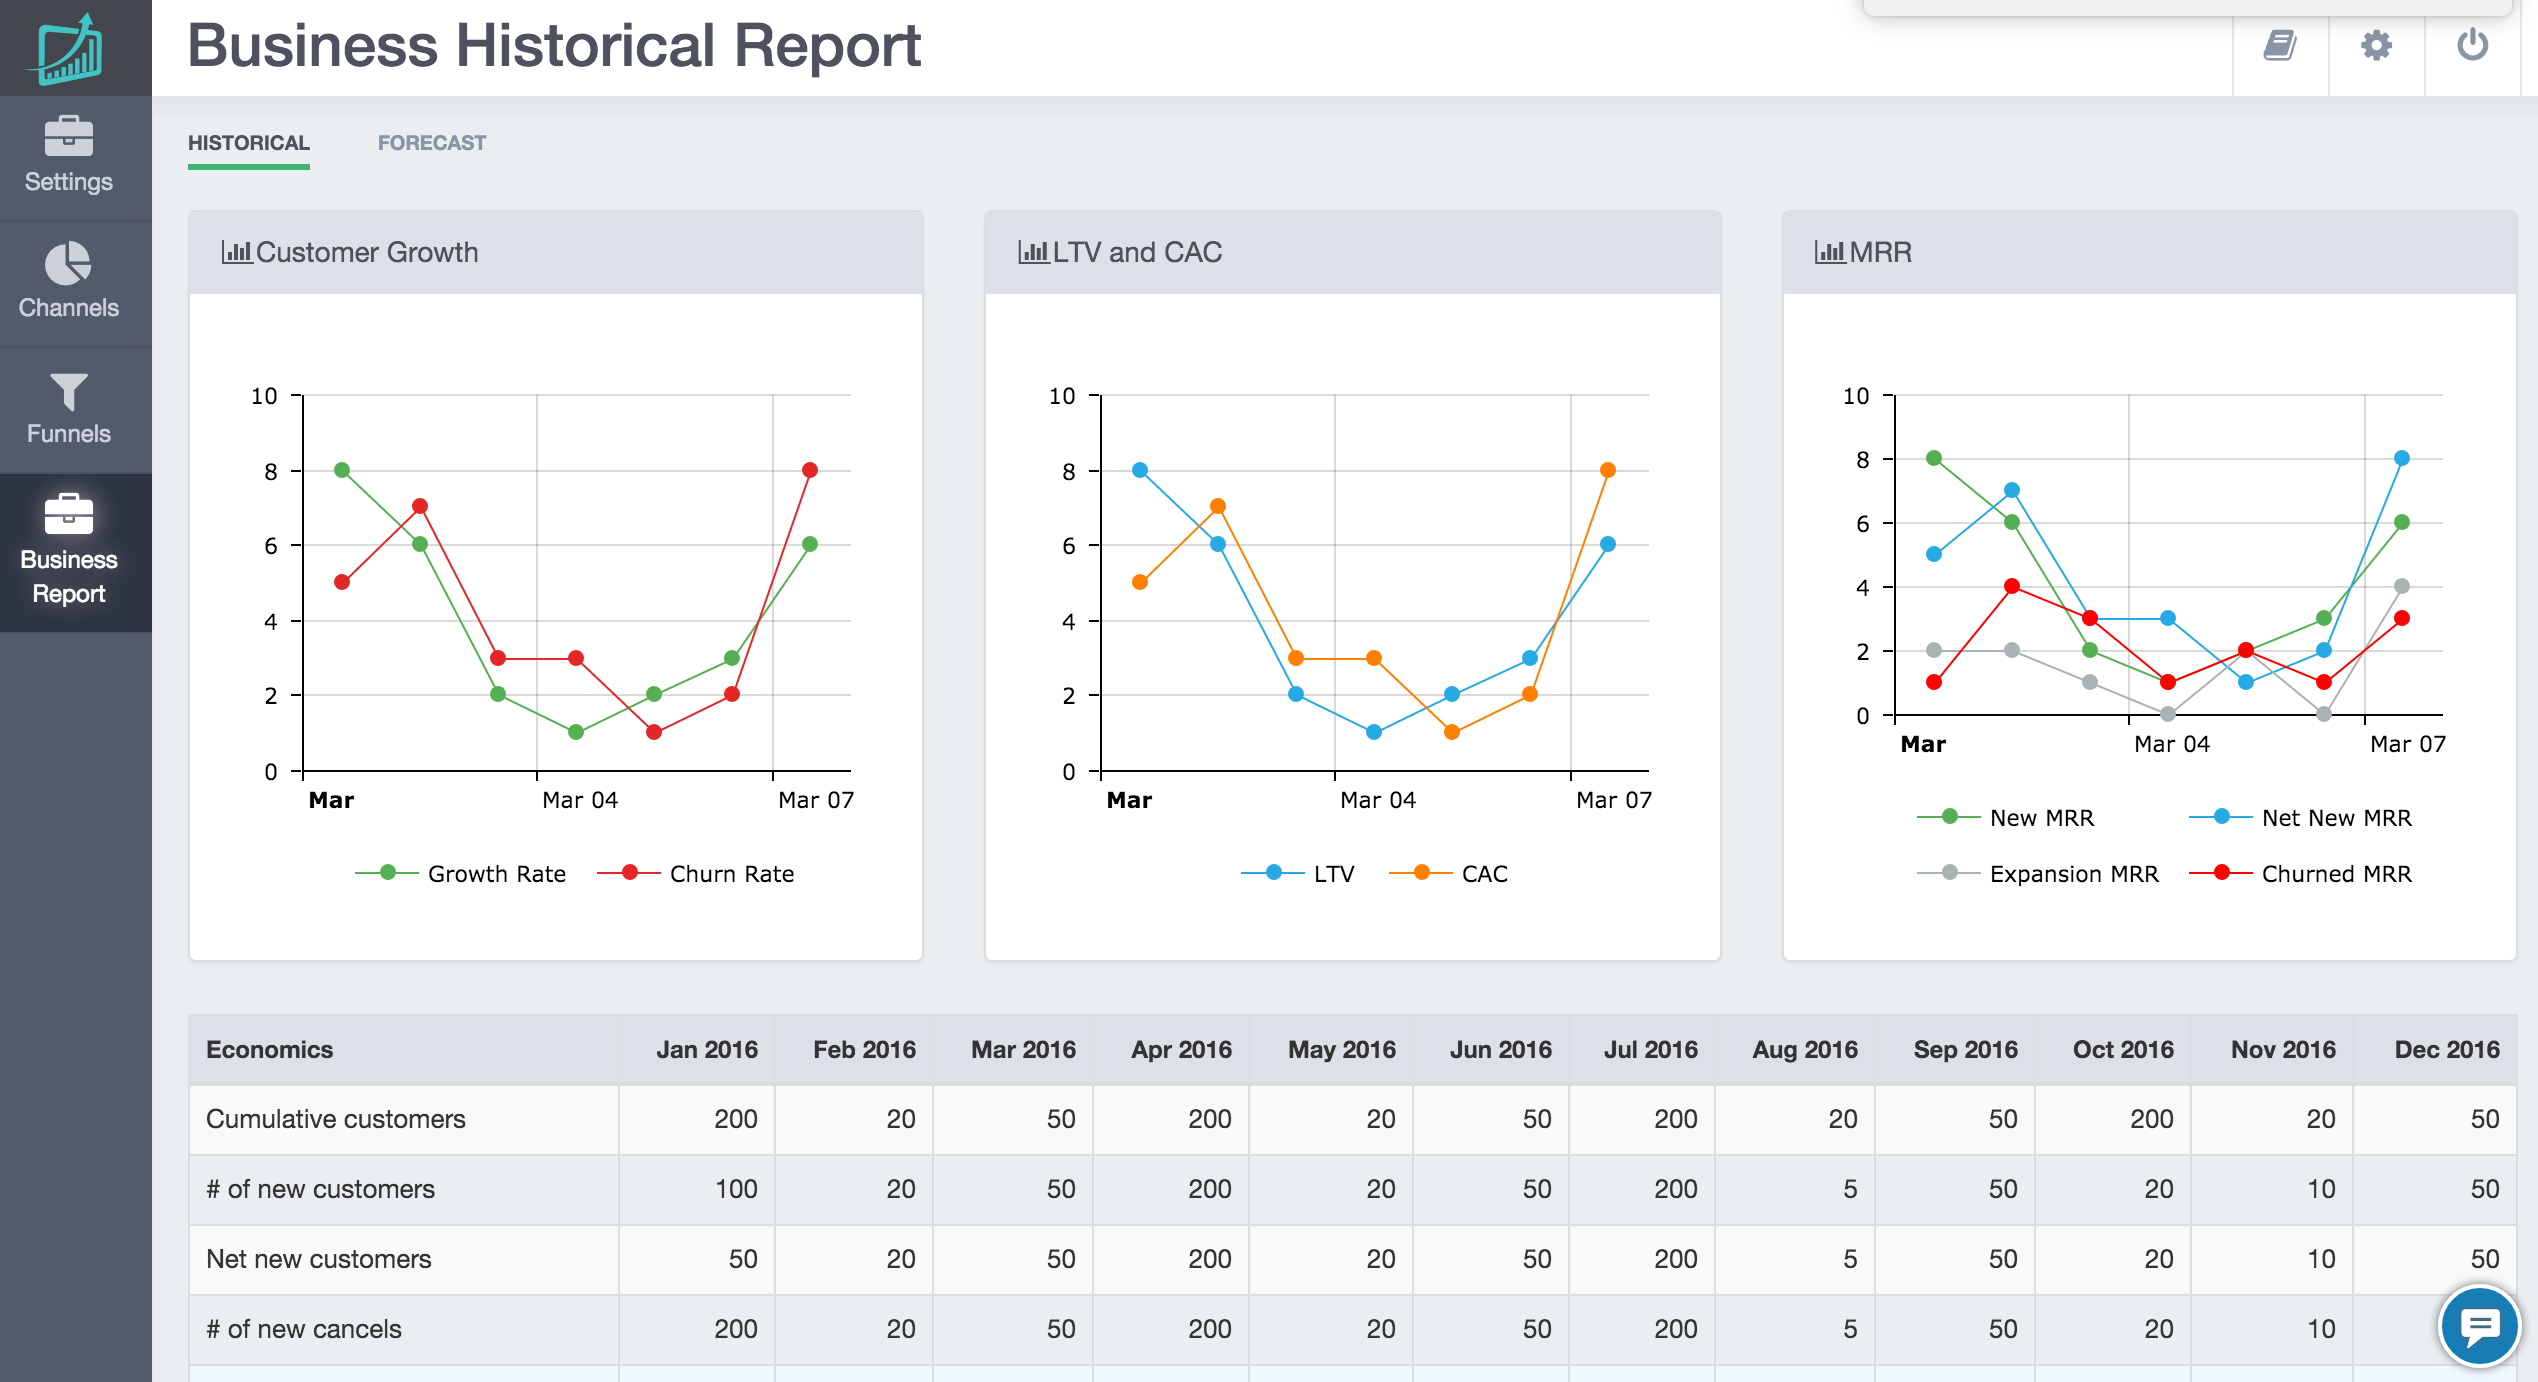 Business Historical Report
Settings
Channels
Funnels
Business
Report
HISTORICAL FORECAST
Customer Growth
10
8
6
4
2
0
Mar Mar 04 Mar 07
Growth Rate Churn Rate
LTV and CAC
10
8
6
4
2
0
Mar Mar 04 Mar 07
LTV CAC
MRR
10
8
6
4
2
0
Mar Mar 04 Mar 07
New MRR Net New MRR
Expansion MRR Churned MRR
Economics Jan 2016 Feb 2016 Mar 2016 Apr 2016 May 2016 Jun 2016 Jul 2016 Aug 2016 Sep 2016 Oct 2016 Nov 2016 Dec 2016
Cumulative customers 200 20 50 200 20 50 200 20 50 200 20 50
# of new customers 100 20 50 200 20 50 200 5 50 20 10 50
Net new customers 50 20 50 200 20 50 200 5 50 20 10 50
# of new cancels 200 20 50 200 20 50 200 5 50 20 10